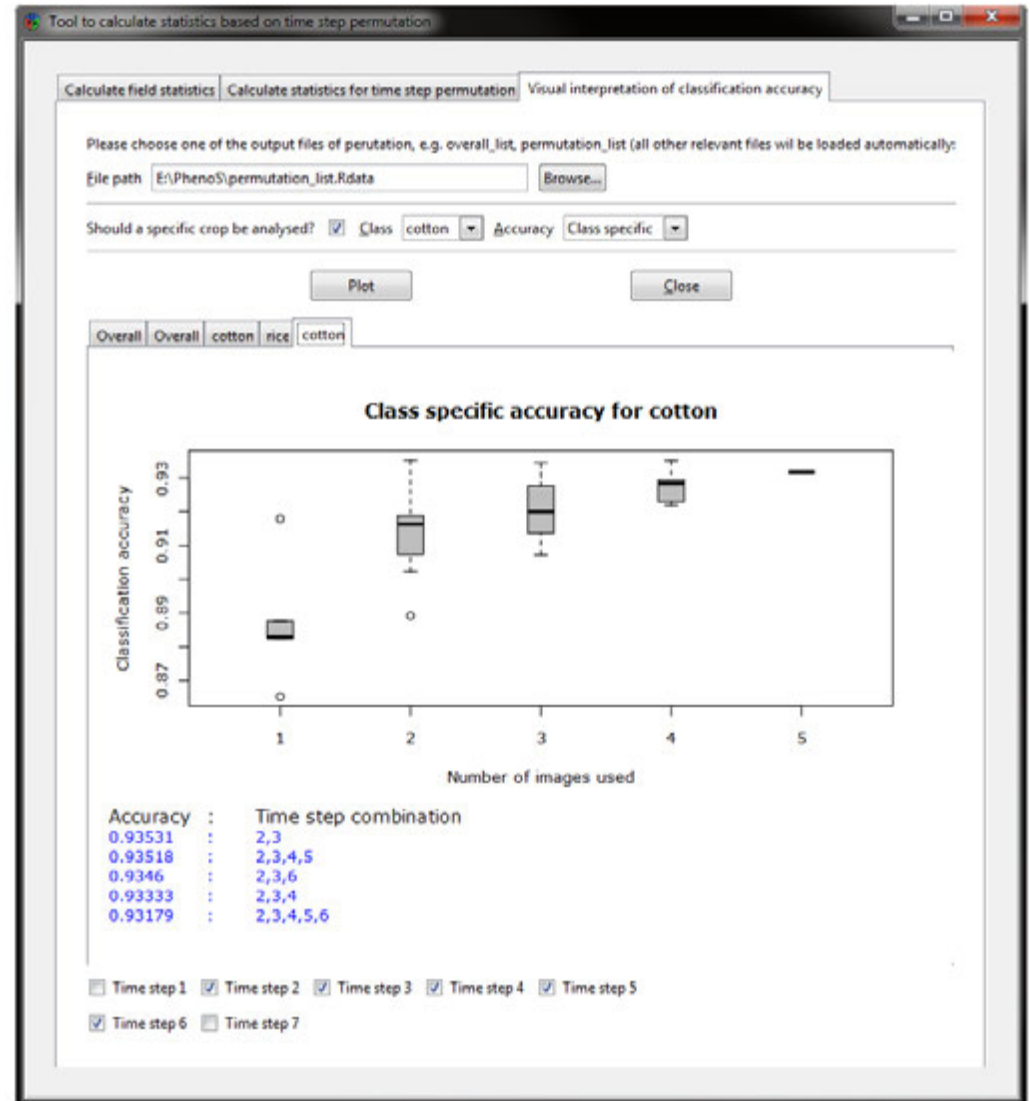 Tool to calculate statistics based on time step permutation
Calculate field statistics Calculate statistics for time step permutation Visual interpretation of classification accuracy
Please choose one of the output files of perutation, e.g. overall_list, permutation_list (all other relevant files wil be loaded automatically:
File path E:\PhenoS\permutation_list.Rdata Browse...
Should a specific crop be analysed? Class cotton Accuracy Class specific
Plot Close
Overall Overall cotton rice cotton
Class specific accuracy for cotton
Classification accuracy
0.93
0.91
0.89
0.87
1 2 3 4 5
Number of images used
Accuracy : Time step combination
0.93531 : 2,3
0.93518 : 2,3,4,5
0.9346 : 2,3,6
0.93333 : 2,3,4
0.93179 : 2,3,4,5,6
Time step 1 Time step 2 Time step 3 Time step 4 Time step 5
Time step 6 Time step 7